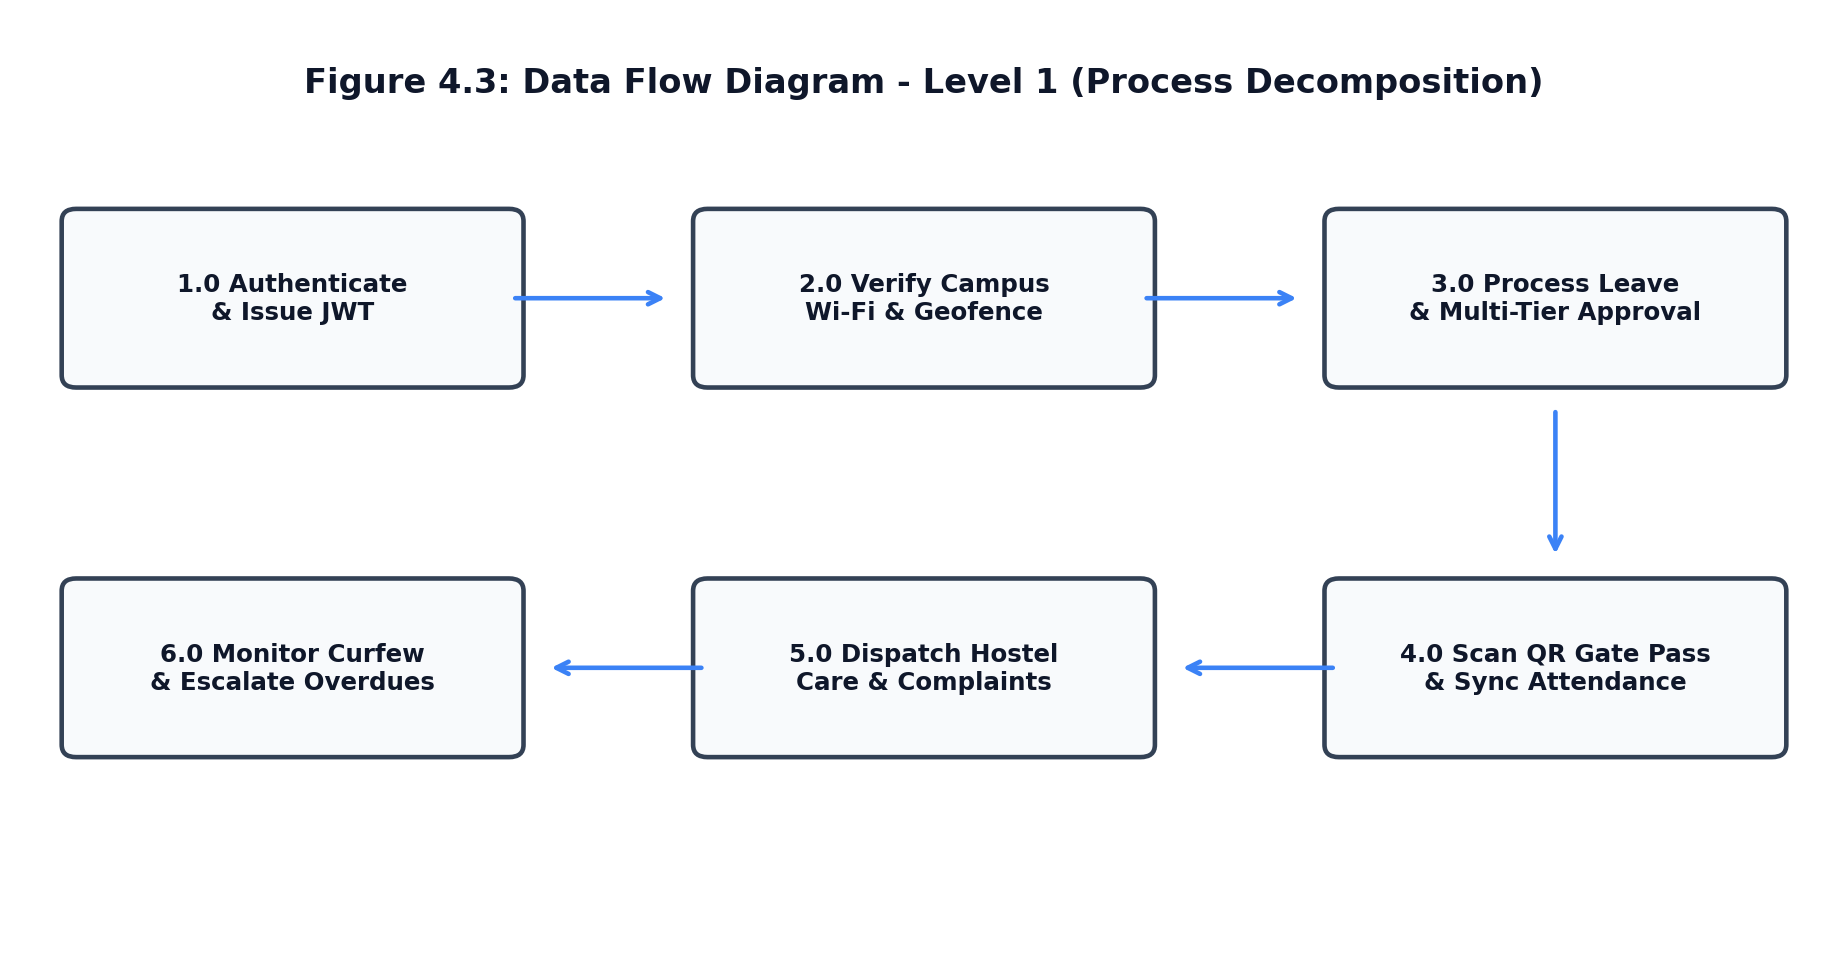 Figure 4.3: Data Flow Diagram - Level 1 (Process Decomposition)
1.0 Authenticate
& Issue JWT
2.0 Verify Campus
Wi-Fi & Geofence
3.0 Process Leave
& Multi-Tier Approval
6.0 Monitor Curfew
& Escalate Overdues
5.0 Dispatch Hostel
Care & Complaints
4.0 Scan QR Gate Pass
& Sync Attendance